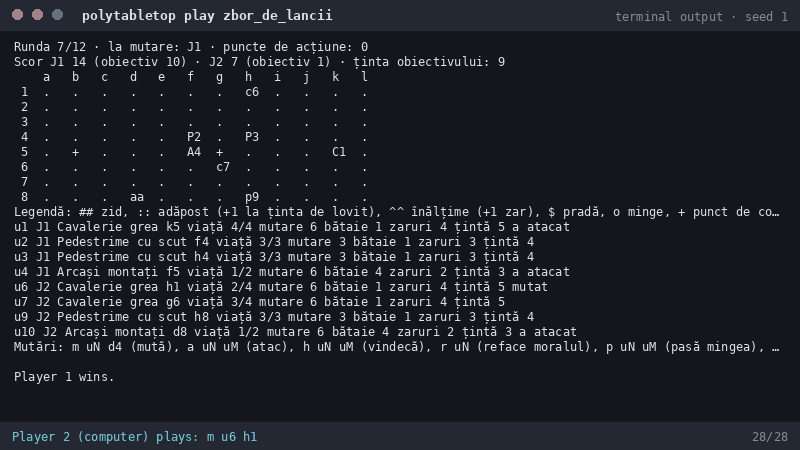 polytabletop play zbor_de_lancii
terminal output · seed 1
Runda 7/12 · la mutare: J1 · puncte de acțiune: 0
Scor J1 14 (obiectiv 10) · J2 7 (obiectiv 1) · ținta obiectivului: 9
a b c d e f g h i j k l
1 . . . . . . . c6 . . . .
2 . . . . . . . . . . . .
3 . . . . . . . . . . . .
4 . . . . . P2 . P3 . . . .
5 . + . . . A4 + . . . C1 .
6 . . . . . . c7 . . . . .
7 . . . . . . . . . . . .
8 . . . aa . . . p9 . . . .
Legendă: ## zid, :: adăpost (+1 la ținta de lovit), ^^ înălțime (+1 zar), $ pradă, o minge, + punct de co…
u1 J1 Cavalerie grea k5 viață 4/4 mutare 6 bătaie 1 zaruri 4 țintă 5 a atacat
u2 J1 Pedestrime cu scut f4 viață 3/3 mutare 3 bătaie 1 zaruri 3 țintă 4
u3 J1 Pedestrime cu scut h4 viață 3/3 mutare 3 bătaie 1 zaruri 3 țintă 4
u4 J1 Arcași montați f5 viață 1/2 mutare 6 bătaie 4 zaruri 2 țintă 3 a atacat
u6 J2 Cavalerie grea h1 viață 2/4 mutare 6 bătaie 1 zaruri 4 țintă 5 mutat
u7 J2 Cavalerie grea g6 viață 3/4 mutare 6 bătaie 1 zaruri 4 țintă 5
u9 J2 Pedestrime cu scut h8 viață 3/3 mutare 3 bătaie 1 zaruri 3 țintă 4
u10 J2 Arcași montați d8 viață 1/2 mutare 6 bătaie 4 zaruri 2 țintă 3 a atacat
Mutări: m uN d4 (mută), a uN uM (atac), h uN uM (vindecă), r uN (reface moralul), p uN uM (pasă mingea), …
Player 1 wins.
Player 2 (computer) plays: m u6 h1
28/28